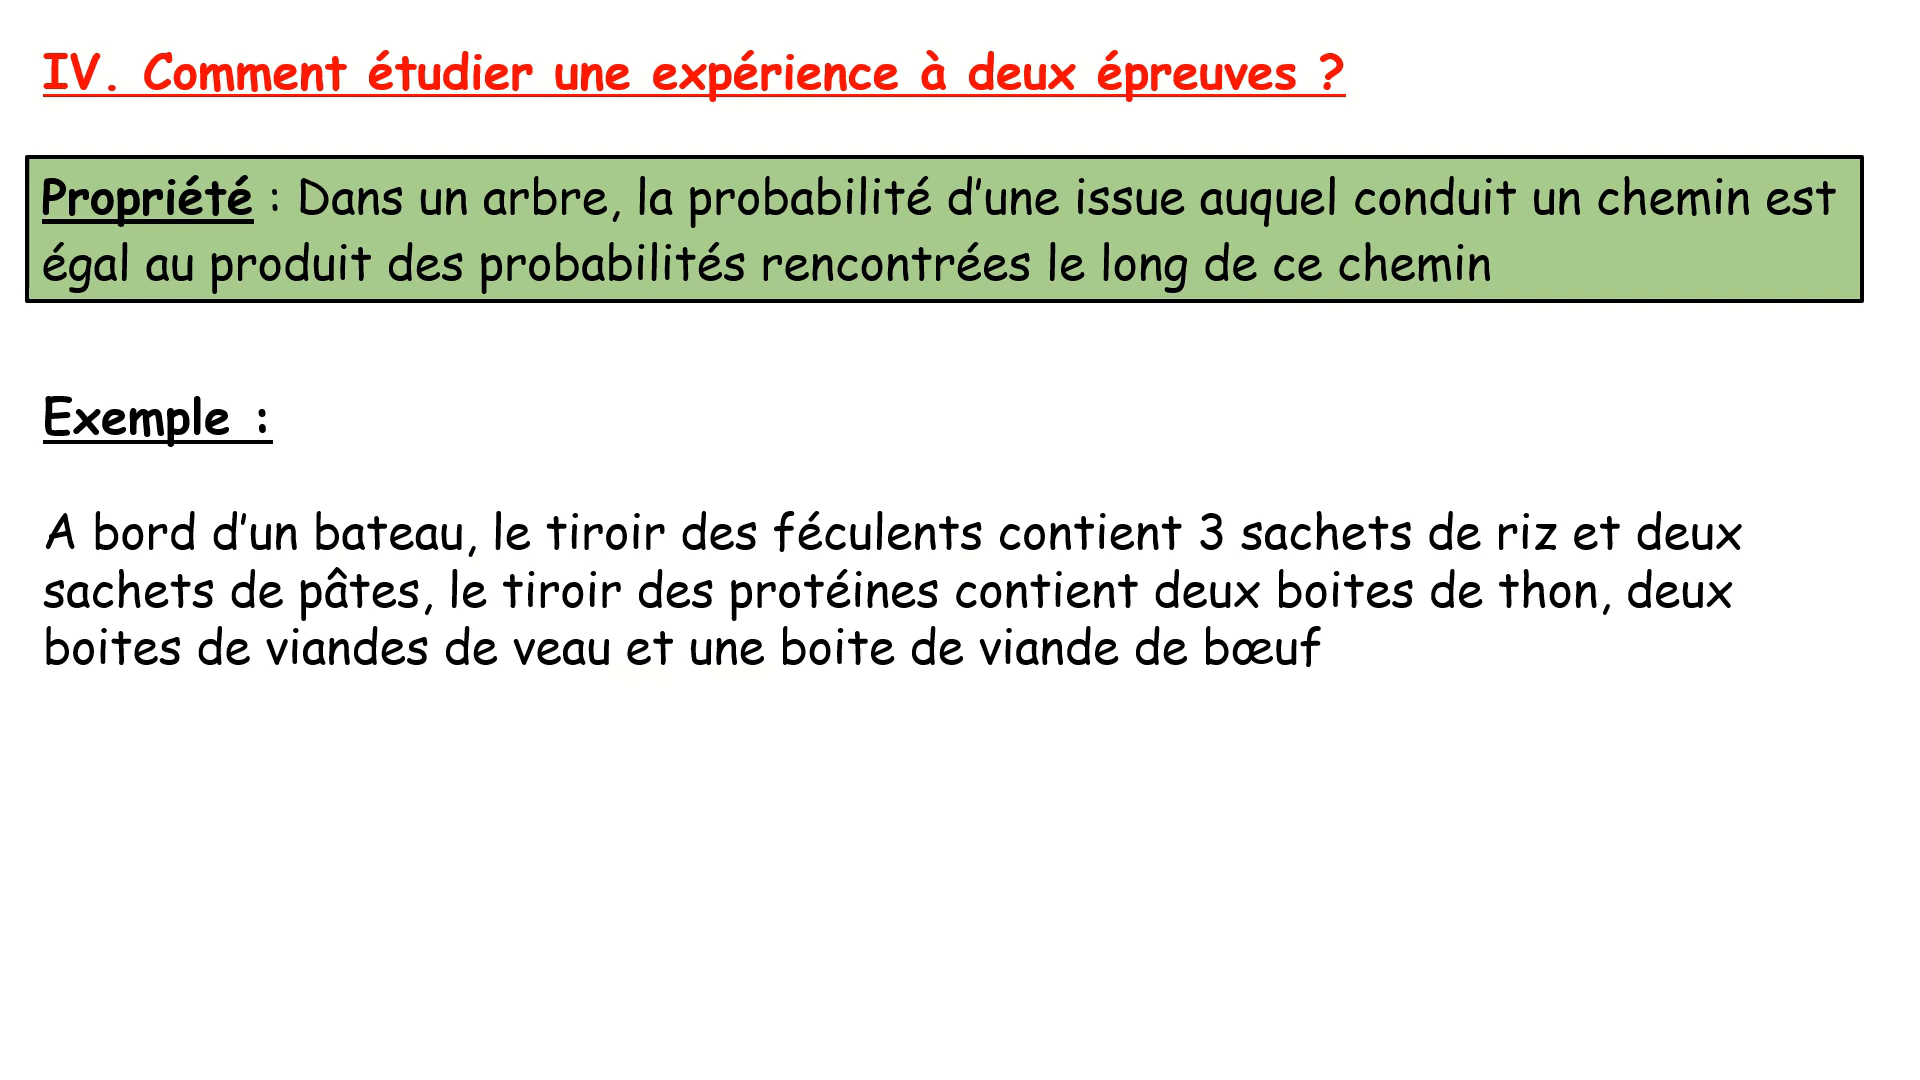 IV. Comment étudier une expérience à deux épreuves ?
Propriété : Dans un arbre, la probabilité d’une issue auquel conduit un chemin est
égal au produit des probabilités rencontrées le long de ce chemin
Exemple :
A bord d’un bateau, le tiroir des féculents contient 3 sachets de riz et deux
sachets de pâtes, le tiroir des protéines contient deux boites de thon, deux
boites de viandes de veau et une boite de viande de bœuf